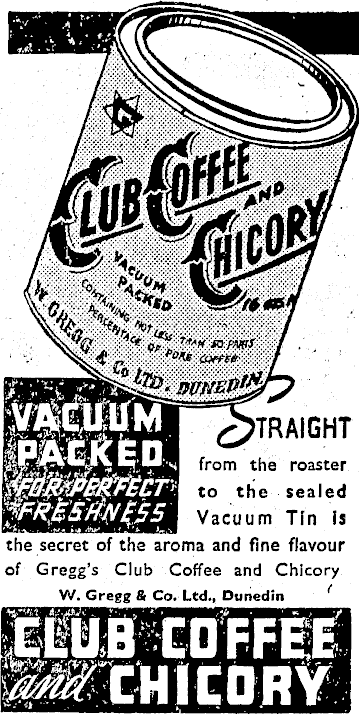 G
CLUB COFFEE
AND
CHICORY
VACUUM
PACKED
CONTAINING NOT LESS THAN 50 PARTS
PERCENTAGE OF PURE COFFEE
W. GREGG & Co LTD. DUNEDIN.
VACUUM
PACKED
FOR PERFECT
FRESHNESS
STRAIGHT
from the roaster
to the sealed
Vacuum Tin is
the secret of the aroma and fine flavour
of Gregg's Club Coffee and Chicory
W. Gregg & Co. Ltd., Dunedin
CLUB COFFEE
and CHICORY